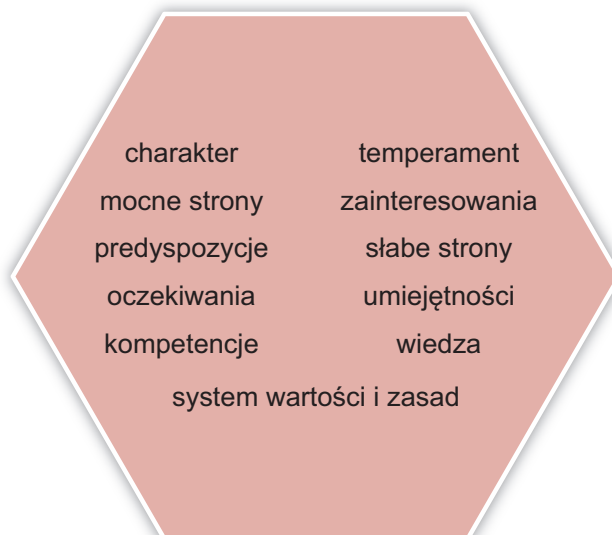 charakter temperament
mocne strony zainteresowania
predyspozycje słabe strony
oczekiwania umiejętności
kompetencje wiedza
system wartości i zasad